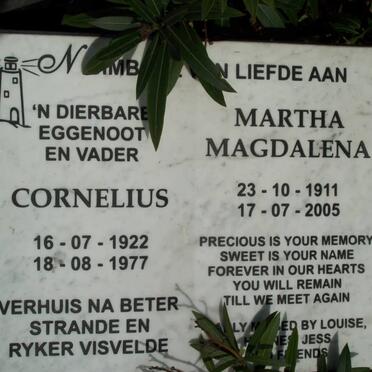 LIEFDE AAN
'N DIERBARE
EGGENOOT
EN VADER
CORNELIUS
16 - 07 - 1922
18 - 08 - 1977
VERHUIS NA BETER
STRANDE EN
RYKER VISVELDE
MARTHA
MAGDALENA
23 - 10 - 1911
17 - 07 - 2005
PRECIOUS IS YOUR MEMORY
SWEET IS YOUR NAME
FOREVER IN OUR HEARTS
YOU WILL REMAIN
TILL WE MEET AGAIN
BY LOUISE,
JESS
FRIENDS